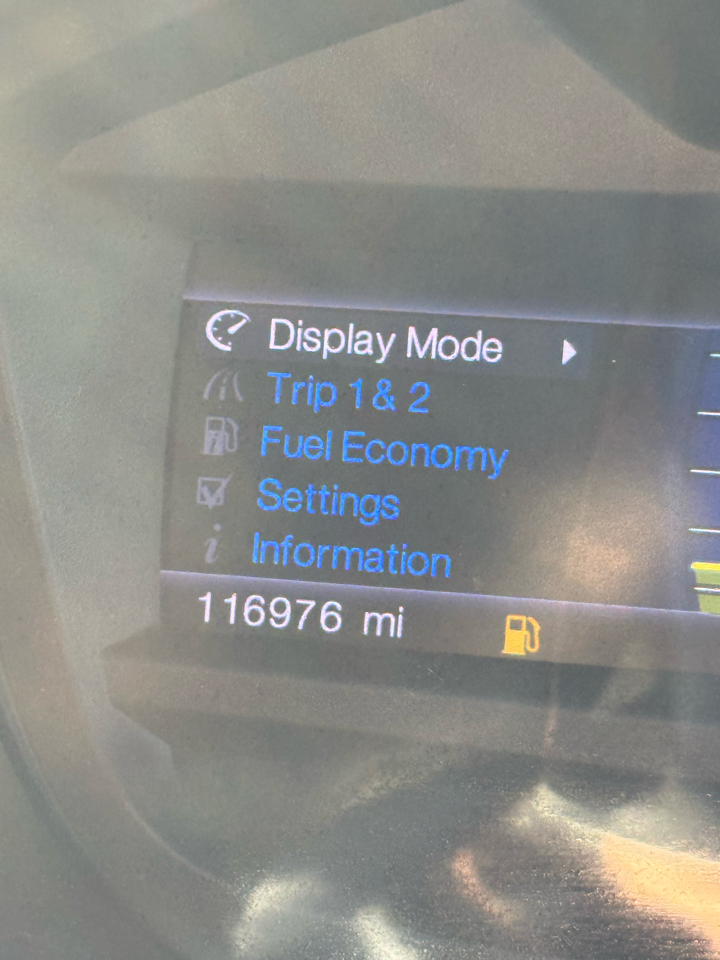 Display Mode
Trip 1 & 2
Fuel Economy
Settings
Information
116976 mi